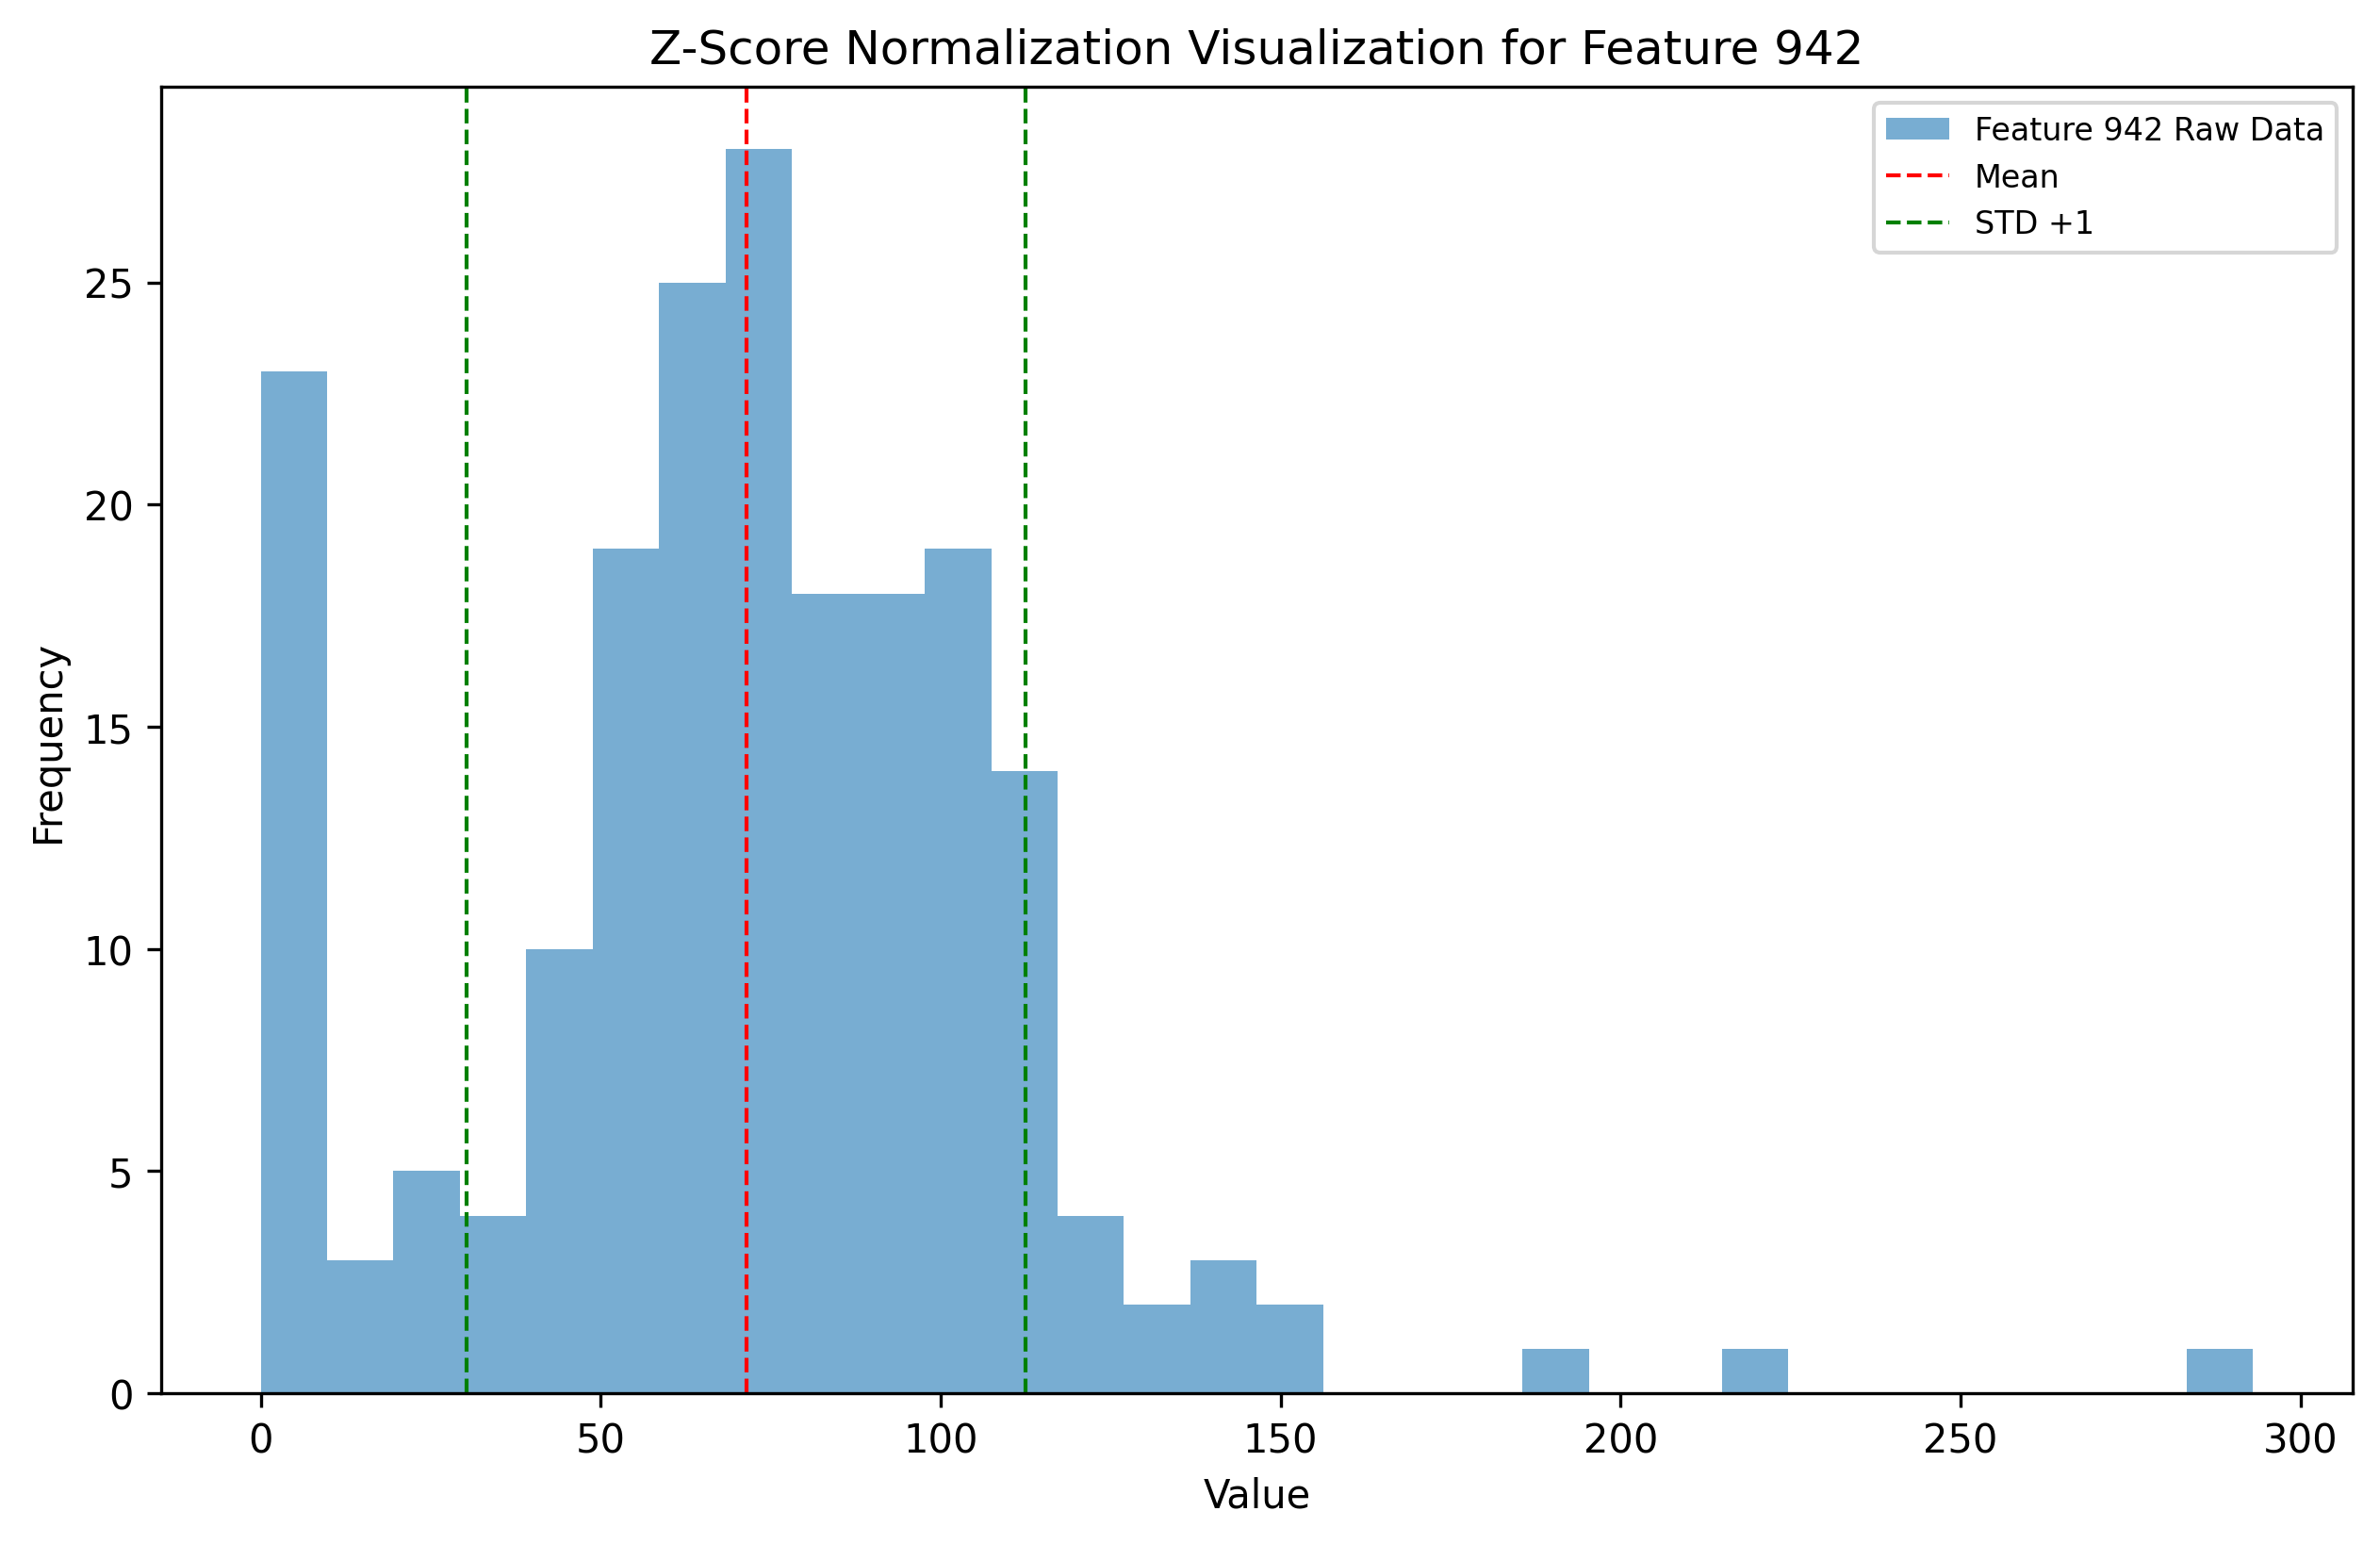 Z-Score Normalization Visualization for Feature 942
Feature 942 Raw Data
Mean
STD +1
Frequency
25
20
15
10
5
0
0 50 100 150 200 250 300
Value